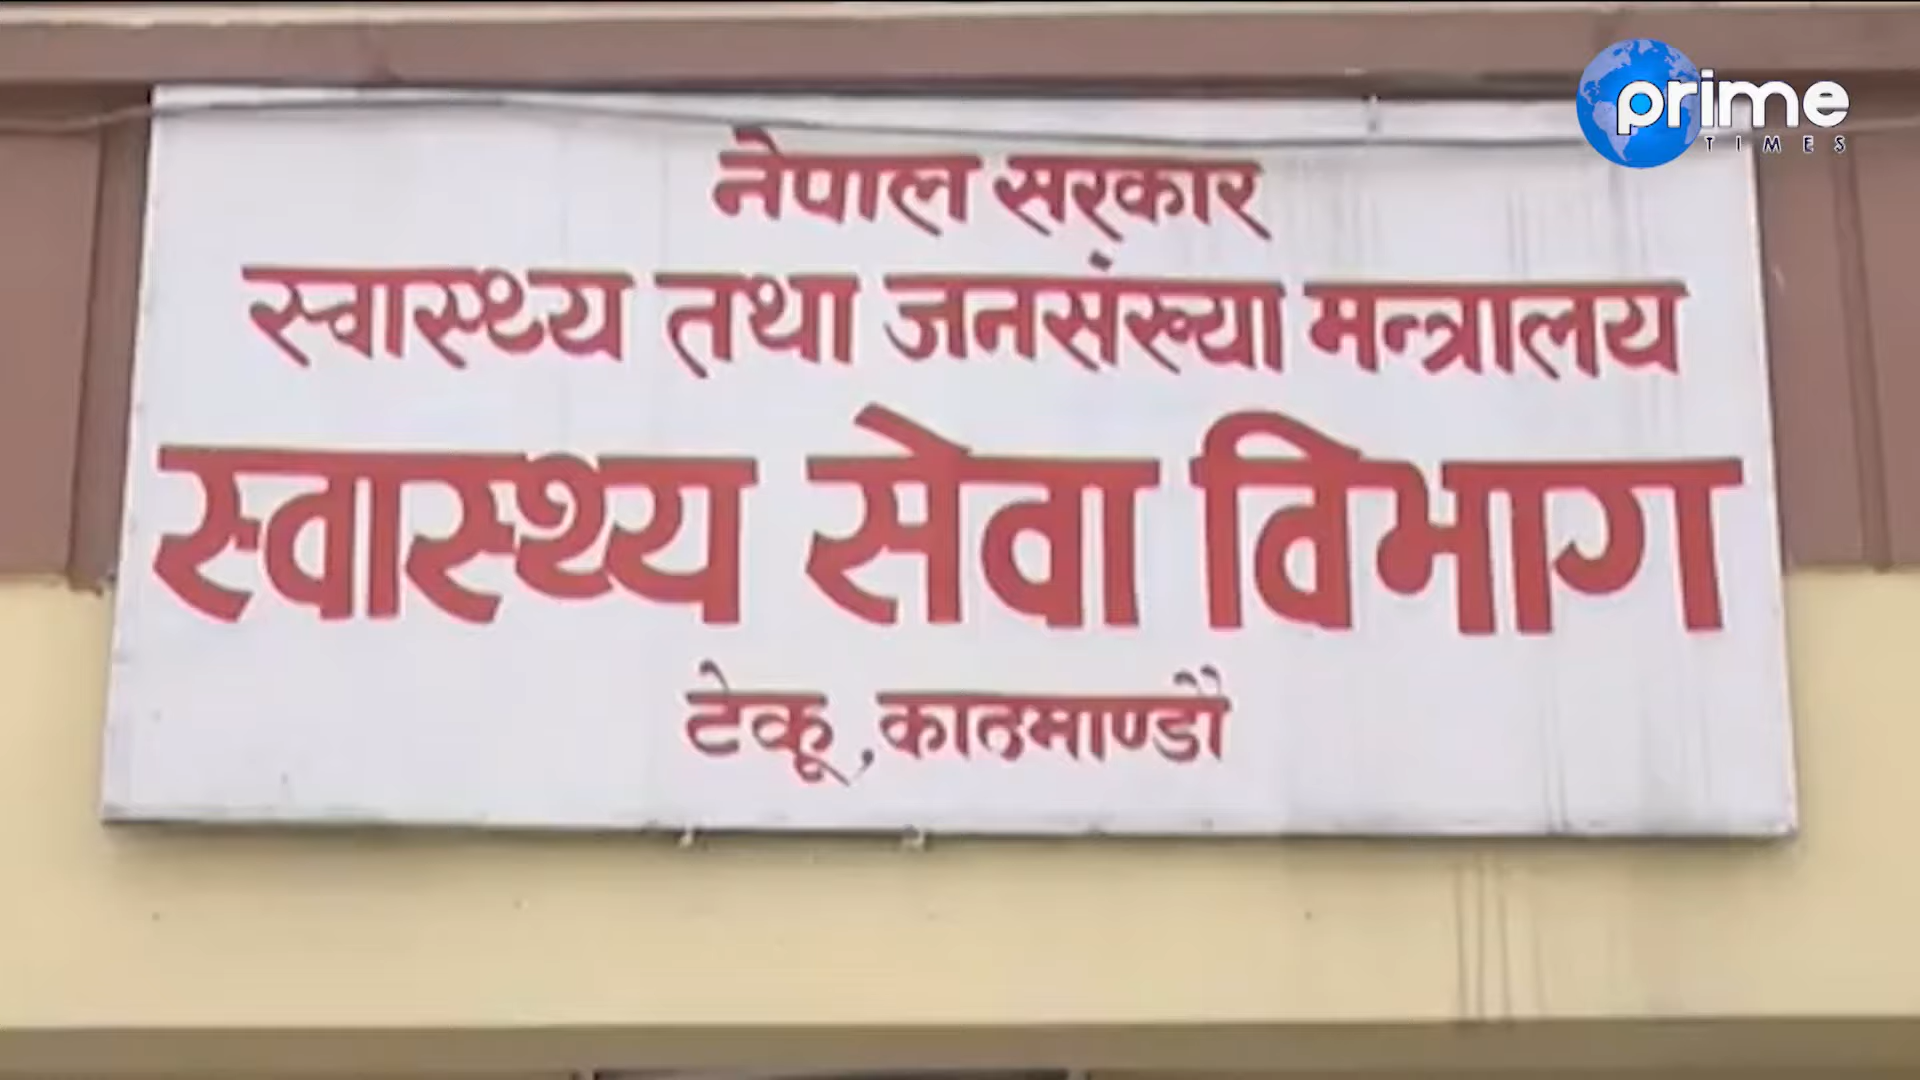 prime
TIMES
नेपाल सरकार
स्वास्थ्य तथा जनसंख्या मन्त्रालय
स्वास्थ्य सेवा विभाग
टेकू, काठमाण्डौ